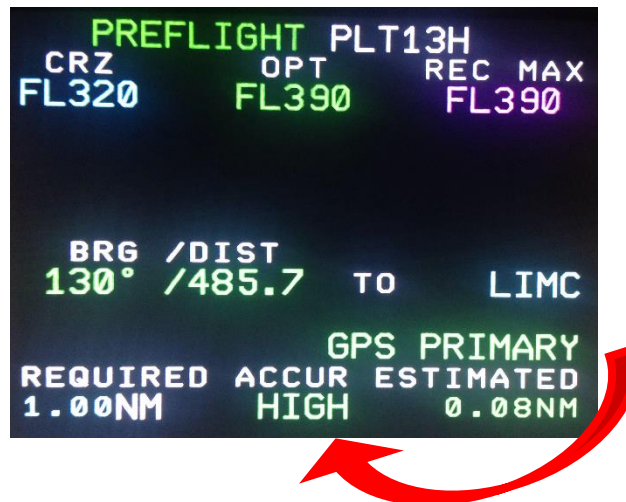 PREFLIGHT PLT13H
CRZ OPT REC MAX
FL320 FL390 FL390
BRG /DIST
130° /485.7 TO LIMC
GPS PRIMARY
REQUIRED ACCUR ESTIMATED
1.00NM HIGH 0.08NM